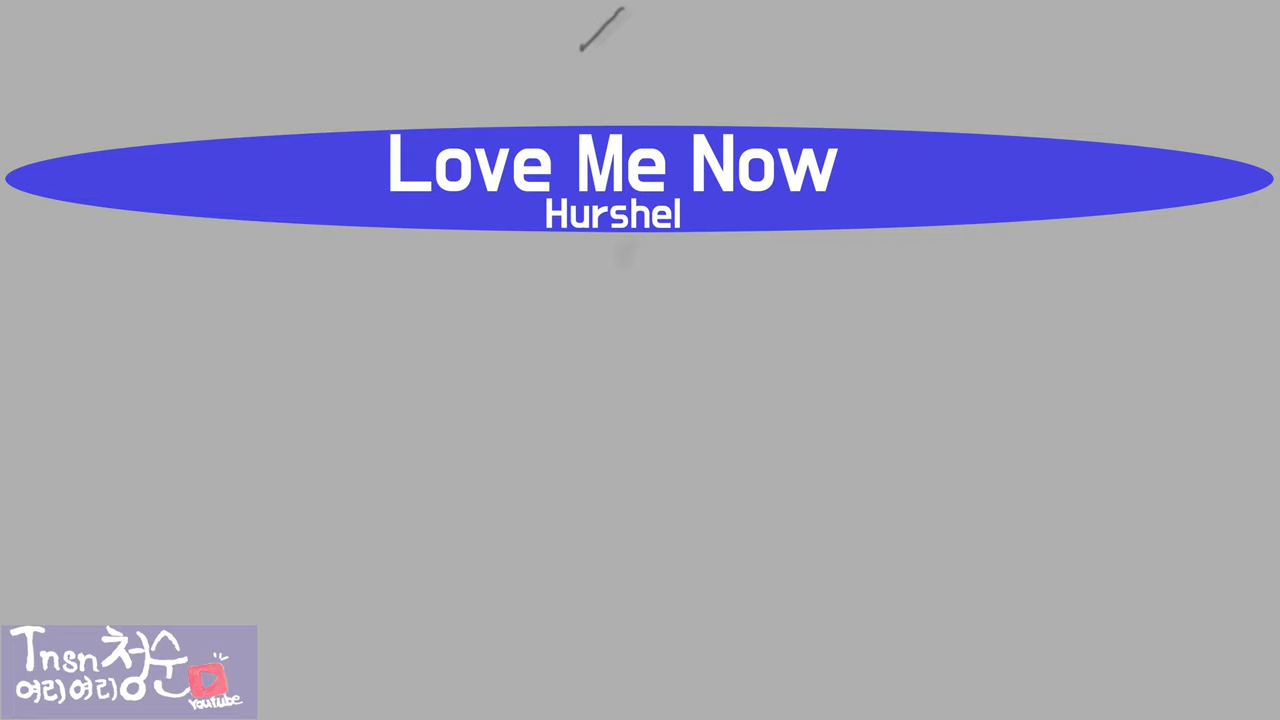 Love Me Now
Hurshel
Tnsn청순
여리여리
YouTube